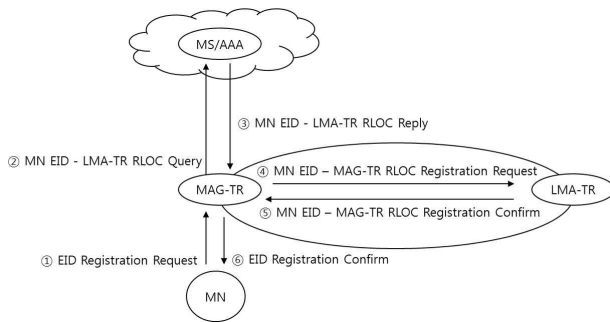 MS/AAA
③ MN EID - LMA-TR RLOC Reply
② MN EID - LMA-TR RLOC Query
④ MN EID – MAG-TR RLOC Registration Request
MAG-TR
LMA-TR
⑤ MN EID – MAG-TR RLOC Registration Confirm
① EID Registration Request
⑥ EID Registration Confirm
MN